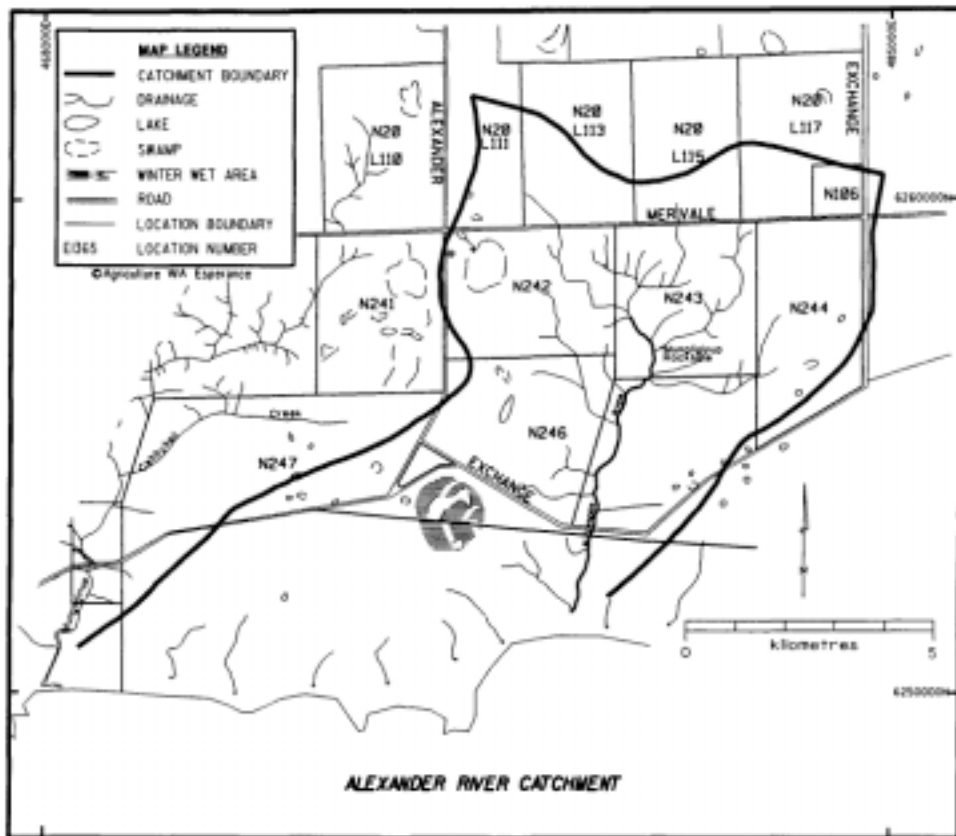 MAP LEGEND
CATCHMENT BOUNDARY
DRAINAGE
LAKE
SWAMP
WINTER WET AREA
ROAD
LOCATION BOUNDARY
LOCATION NUMBER
©Agriculture WA Esperance
ALEXANDER
EXCHANGE
N20
L110
N20
L111
N20
L113
N20
L115
N20
L117
N106
6260000N
MERIVALE
N241
N242
N243
N244
Creek
N246
N247
EXCHANGE
0
5
kilometres
6250000N
ALEXANDER RIVER CATCHMENT